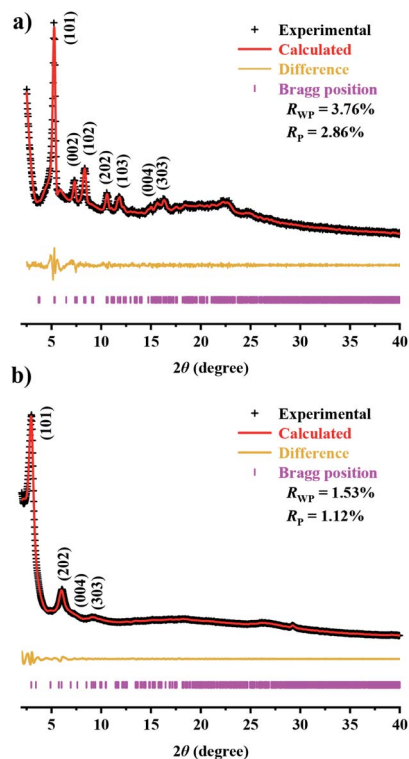 a)
(101)
(002)
(102)
(202)
(103)
(004)
(303)
Experimental
Calculated
Difference
Bragg position
RWP = 3.76%
RP = 2.86%
5 10 15 20 25 30 35 40
2θ (degree)
b)
(101)
(202)
(004)
(303)
Experimental
Calculated
Difference
Bragg position
RWP = 1.53%
RP = 1.12%
5 10 15 20 25 30 35 40
2θ (degree)